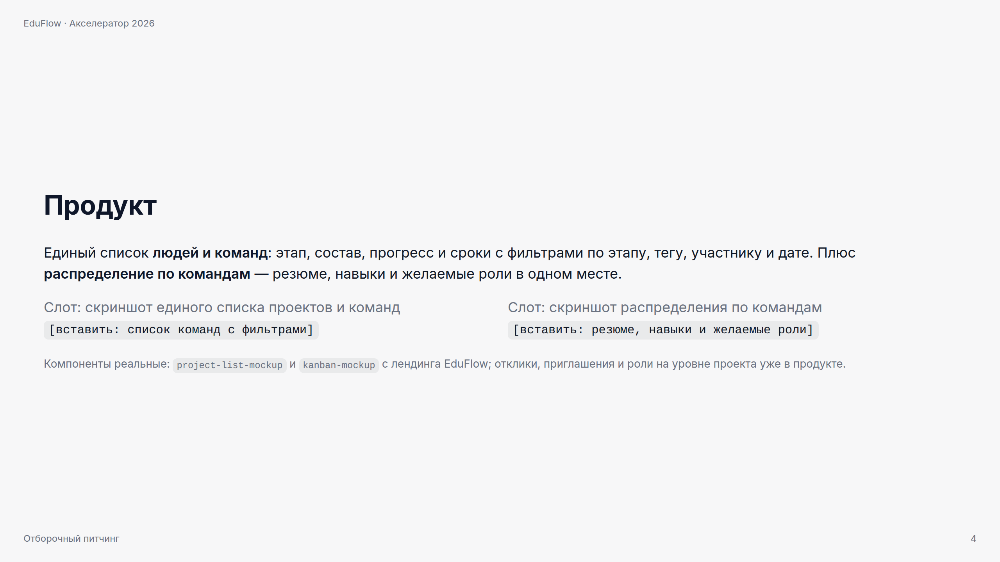 EduFlow · Акселератор 2026
Продукт
Единый список людей и команд: этап, состав, прогресс и сроки с фильтрами по этапу, тегу, участнику и дате. Плюс
распределение по командам — резюме, навыки и желаемые роли в одном месте.
Слот: скриншот единого списка проектов и команд
[вставить: список команд с фильтрами]
Слот: скриншот распределения по командам
[вставить: резюме, навыки и желаемые роли]
Компоненты реальные: project-list-mockup и kanban-mockup с лендинга EduFlow; отклики, приглашения и роли на уровне проекта уже в продукте.
Отборочный питчинг
4